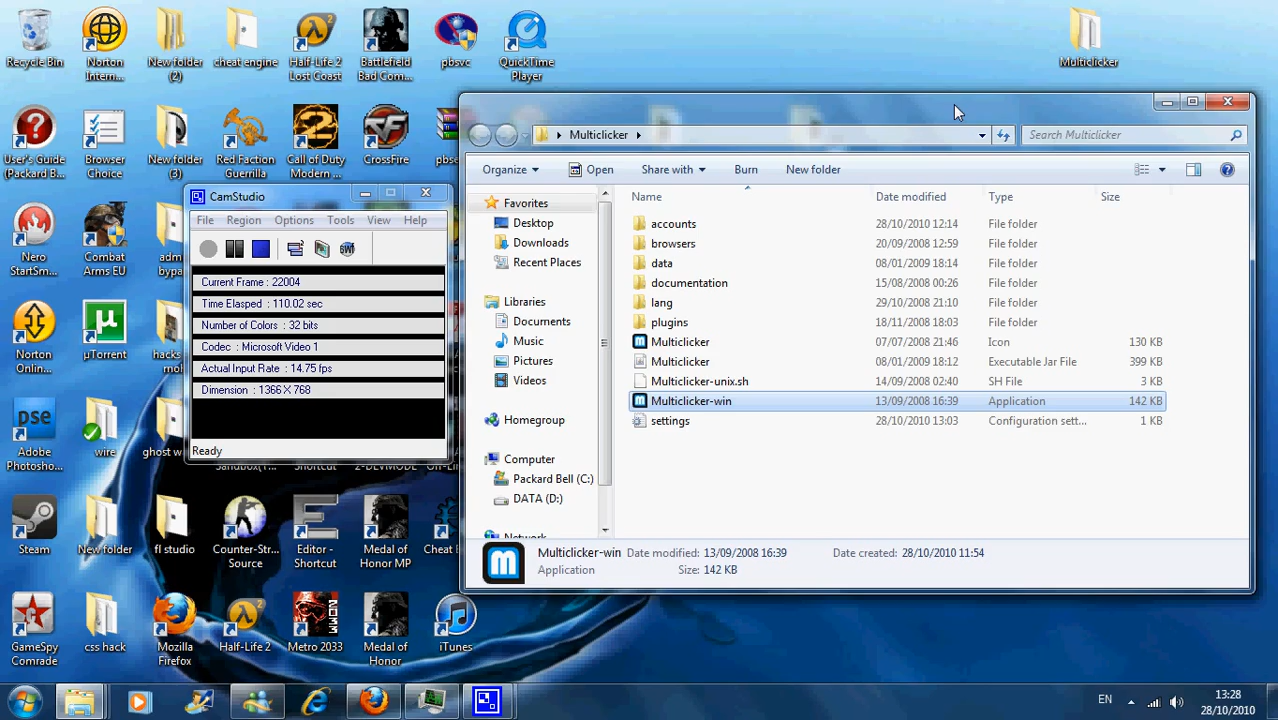 Recycle Bin
Norton
Intern...
New folder
(2)
cheat engine
Half-Life 2
Lost Coast
Battlefield
Bad Com...
pbsvc
QuickTime
Player
Multiclicker
User's Guide
(Packard B...
Browser
Choice
New folder
(3)
Red Faction
Guerrilla
Call of Duty
Modern ...
CrossFire
Nero
StartSm...
Combat
Arms EU
Norton
Onlin...
µTorrent
Adobe
Photosho...
wire
Steam
New folder
fl studio
Counter-Str...
Source
Editor -
Shortcut
Medal of
Honor MP
GameSpy
Comrade
css hack
Mozilla
Firefox
Half-Life 2
Metro 2033
Medal of
Honor
iTunes
CamStudio
File Region Options Tools View Help
Current Frame : 22004
Time Elasped : 110.02 sec
Number of Colors : 32 bits
Codec : Microsoft Video 1
Actual Input Rate : 14.75 fps
Dimension : 1366 X 768
Ready
Multiclicker
Search Multiclicker
Organize Open Share with Burn New folder
Favorites
Desktop
Downloads
Recent Places
Libraries
Documents
Music
Pictures
Videos
Homegroup
Computer
Packard Bell (C:)
DATA (D:)
Name Date modified Type Size
accounts 28/10/2010 12:14 File folder
browsers 20/09/2008 12:59 File folder
data 08/01/2009 18:14 File folder
documentation 15/08/2008 00:26 File folder
lang 29/10/2008 21:10 File folder
plugins 18/11/2008 18:03 File folder
Multiclicker 07/07/2008 21:46 Icon 130 KB
Multiclicker 08/01/2009 18:12 Executable Jar File 399 KB
Multiclicker-unix.sh 14/09/2008 02:40 SH File 3 KB
Multiclicker-win 13/09/2008 16:39 Application 142 KB
settings 28/10/2010 13:03 Configuration sett... 1 KB
Multiclicker-win Date modified: 13/09/2008 16:39 Date created: 28/10/2010 11:54
Application Size: 142 KB
EN
13:28
28/10/2010